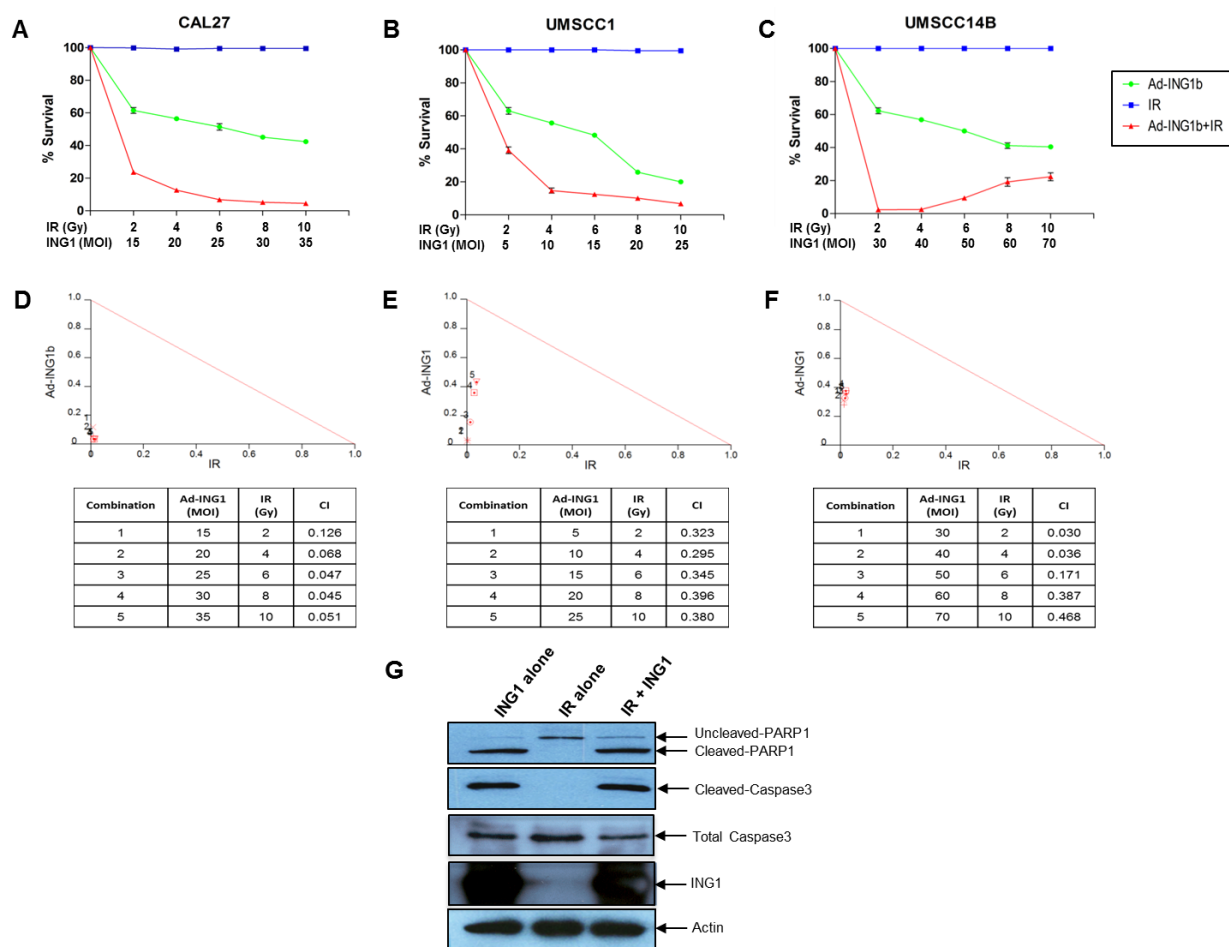 A
CAL27
% Survival
100
80
60
40
20
0
IR (Gy) 2 4 6 8 10
ING1 (MOI) 15 20 25 30 35
B
UMSCC1
% Survival
100
80
60
40
20
0
IR (Gy) 2 4 6 8 10
ING1 (MOI) 5 10 15 20 25
C
UMSCC14B
% Survival
100
80
60
40
20
0
IR (Gy) 2 4 6 8 10
ING1 (MOI) 30 40 50 60 70
Ad-ING1b
IR
Ad-ING1b+IR
D
Ad-ING1b
1.0
0.8
0.6
0.4
0.2
0
1
2
0 0.2 0.4 0.6 0.8 1.0
IR
E
Ad-ING1
1.0
0.8
0.6
0.4
0.2
0
5
4
3
0 0.2 0.4 0.6 0.8 1.0
IR
F
Ad-ING1
1.0
0.8
0.6
0.4
0.2
0
2
0 0.2 0.4 0.6 0.8 1.0
IR
Combination Ad-ING1 (MOI) IR (Gy) CI
1 15 2 0.126
2 20 4 0.068
3 25 6 0.047
4 30 8 0.045
5 35 10 0.051
Combination Ad-ING1 (MOI) IR (Gy) CI
1 5 2 0.323
2 10 4 0.295
3 15 6 0.345
4 20 8 0.396
5 25 10 0.380
Combination Ad-ING1 (MOI) IR (Gy) CI
1 30 2 0.030
2 40 4 0.036
3 50 6 0.171
4 60 8 0.387
5 70 10 0.468
G
ING1 alone
IR alone
IR + ING1
Uncleaved-PARP1
Cleaved-PARP1
Cleaved-Caspase3
Total Caspase3
ING1
Actin